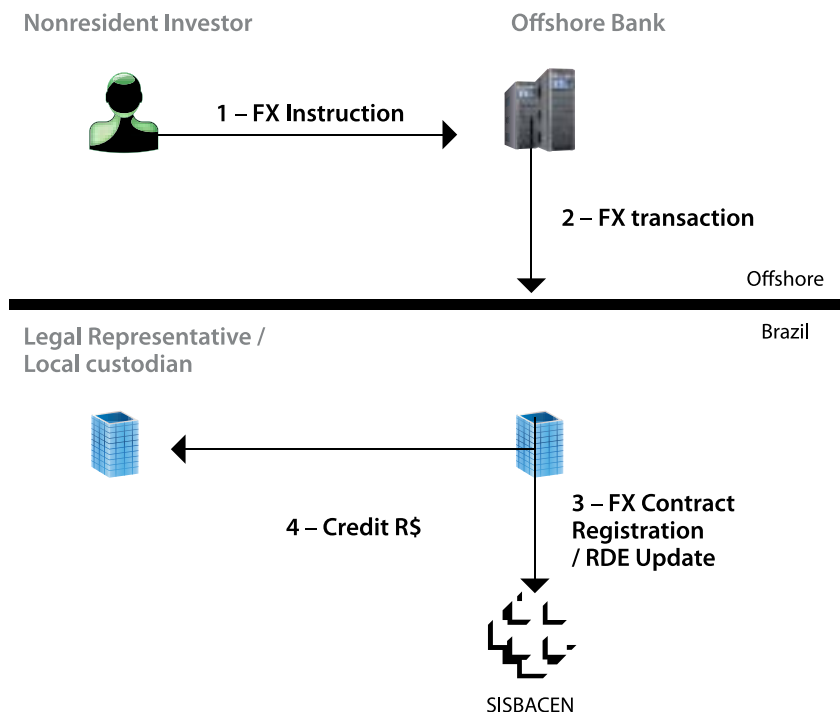 Nonresident Investor
Offshore Bank
1 – FX Instruction
2 – FX transaction
Offshore
Brazil
Legal Representative /
Local custodian
4 – Credit R$
3 – FX Contract
Registration
/ RDE Update
SISBACEN